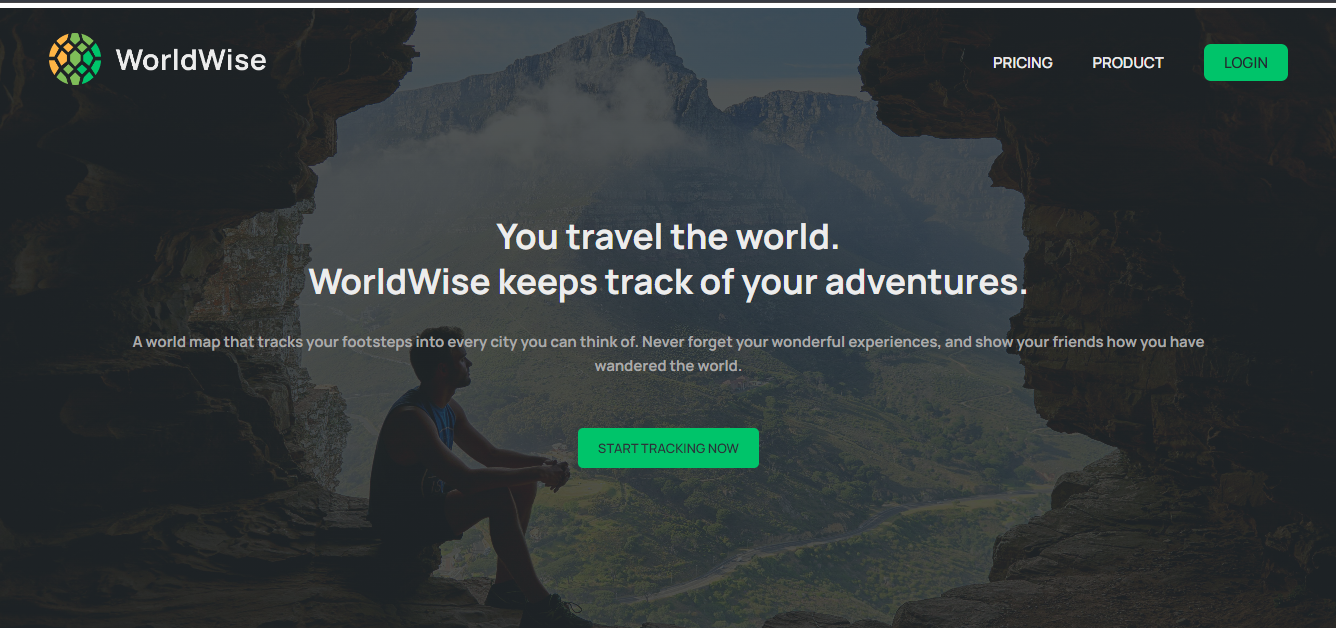 WorldWise
PRICING
PRODUCT
LOGIN
You travel the world.
WorldWise keeps track of your adventures.
A world map that tracks your footsteps into every city you can think of. Never forget your wonderful experiences, and show your friends how you have
wandered the world.
START TRACKING NOW